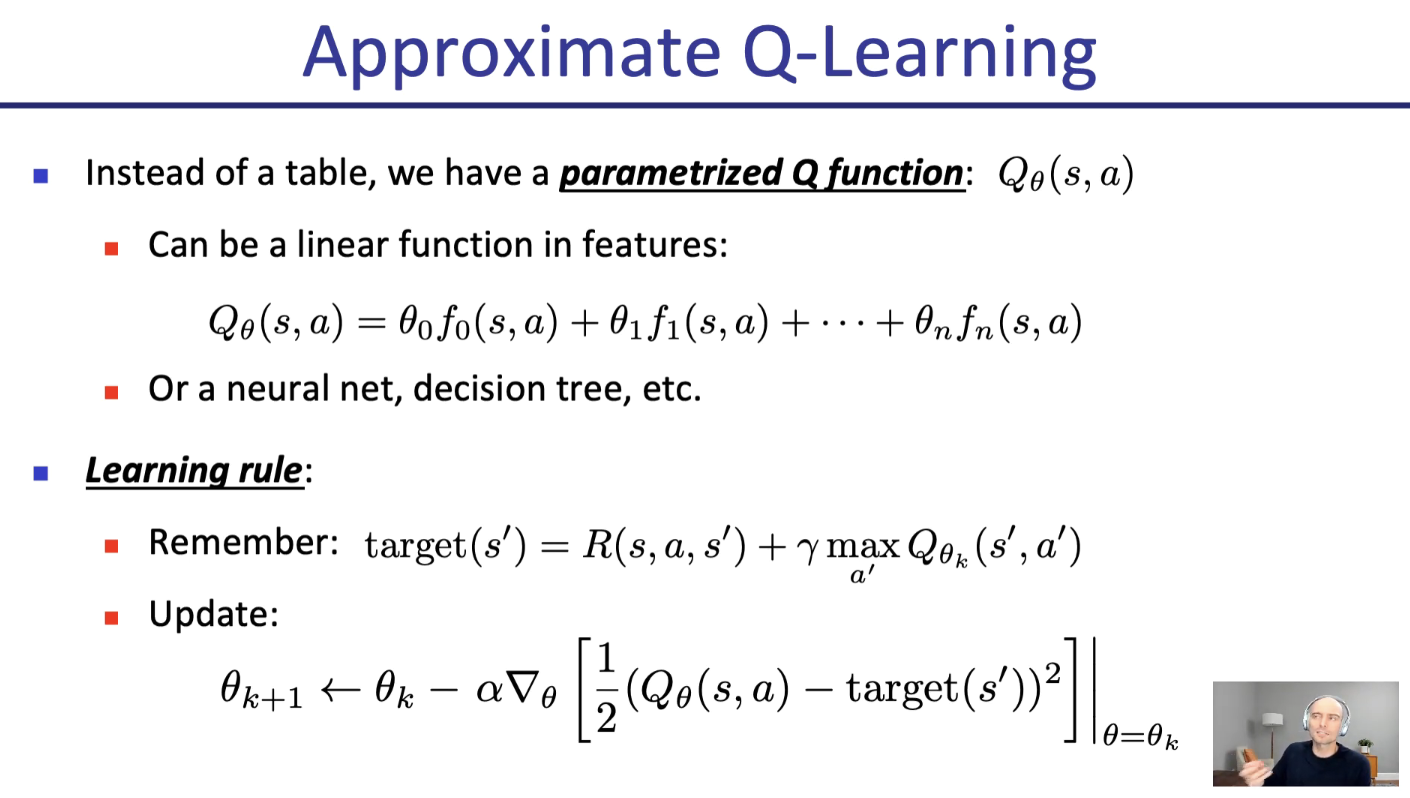 Approximate Q-Learning
▪ Instead of a table, we have a parametrized Q function: $Q_\theta(s, a)$
▪ Can be a linear function in features:
$Q_\theta(s, a) = \theta_0 f_0(s, a) + \theta_1 f_1(s, a) + \cdots + \theta_n f_n(s, a)$
▪ Or a neural net, decision tree, etc.
▪ Learning rule:
▪ Remember: $\text{target}(s') = R(s, a, s') + \gamma \max_{a'} Q_{\theta_k}(s', a')$
▪ Update:
$\theta_{k+1} \leftarrow \theta_k - \alpha \nabla_\theta \left[ \frac{1}{2} (Q_\theta(s, a) - \text{target}(s'))^2 \right] \Big|_{\theta = \theta_k}$